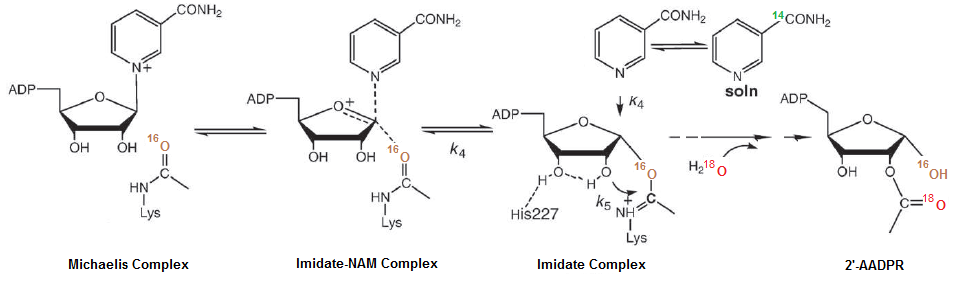 CONH₂
N+
ADP
O
OH
OH
16
O
C
HN
Lys
Michaelis Complex
CONH₂
N
ADP
O+
OH
OH
16
O
C
HN
Lys
Imidate-NAM Complex
k₄
CONH₂
N
14
CONH₂
N
soln
k₄
ADP
O
H
O
H
O
16
O
C
k₅
+
NH
Lys
His227
Imidate Complex
H₂18O
ADP
O
OH
O
16
OH
C
18
O
2'-AADPR